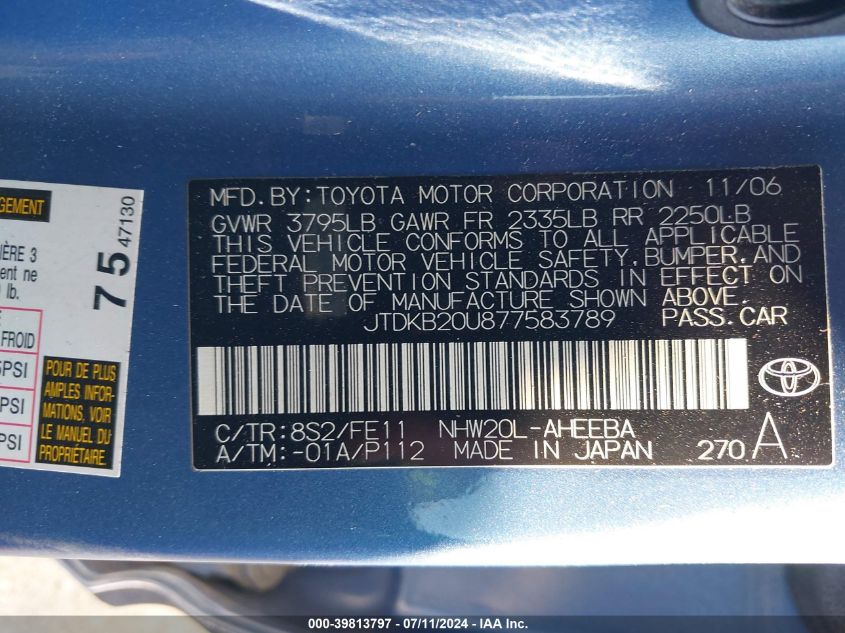 GEMENT
IÈRE 3
ent ne
lb.
75
47130
FROID
PSI
PSI
PSI
POUR DE PLUS
AMPLES INFOR-
MATIONS, VOIR
LE MANUEL DU
PROPRIÉTAIRE.
MFD.BY:TOYOTA MOTOR CORPORATION 11/06
GVWR 3795LB GAWR FR 2335LB RR 2250LB
THIS VEHICLE CONFORMS TO ALL APPLICABLE
FEDERAL MOTOR VEHICLE SAFETY,BUMPER,AND
THEFT PREVENTION STANDARDS IN EFFECT ON
THE DATE OF MANUFACTURE SHOWN ABOVE.
JTDKB20U877583789 PASS.CAR
C/TR:8S2/FE11 NHW20L-AHEEBA
A/TM:-01A/P112 MADE IN JAPAN 270 A
000-39813797 - 07/11/2024 - IAAI.com